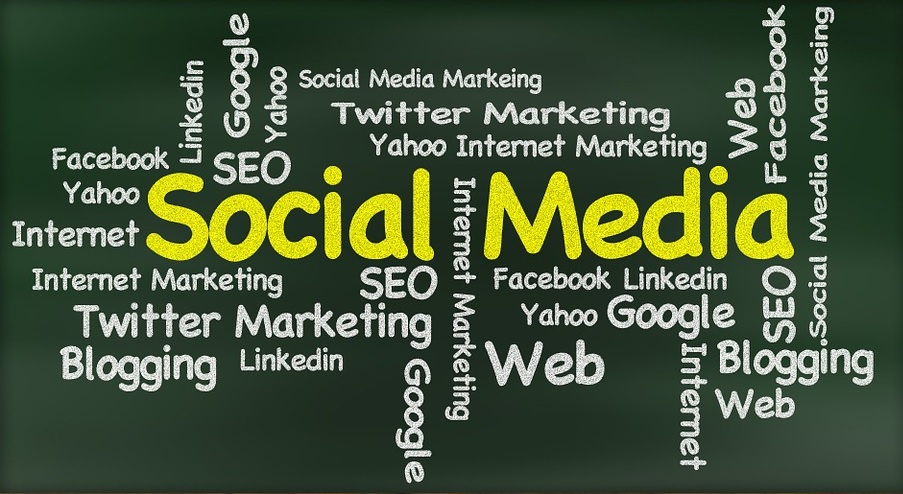 Google
Linkedin
Yahoo
Social Media Markeing
Twitter Marketing
Yahoo Internet Marketing
Web
Facebook
Social Media Markeing
Facebook
SEO
Yahoo
Social Media
Internet
Internet Marketing
Internet Marketing
SEO
Facebook Linkedin
SEO
Twitter Marketing
Yahoo Google
Blogging
Linkedin
Google
Web
Internet
Blogging
Web